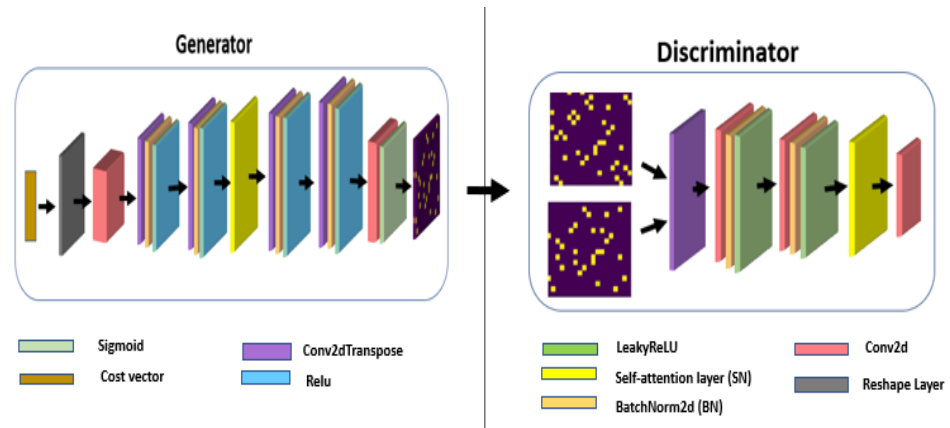 Generator
Discriminator
Sigmoid
Cost vector
Conv2dTranspose
Relu
LeakyReLU
Self-attention layer (SN)
BatchNorm2d (BN)
Conv2d
Reshape Layer